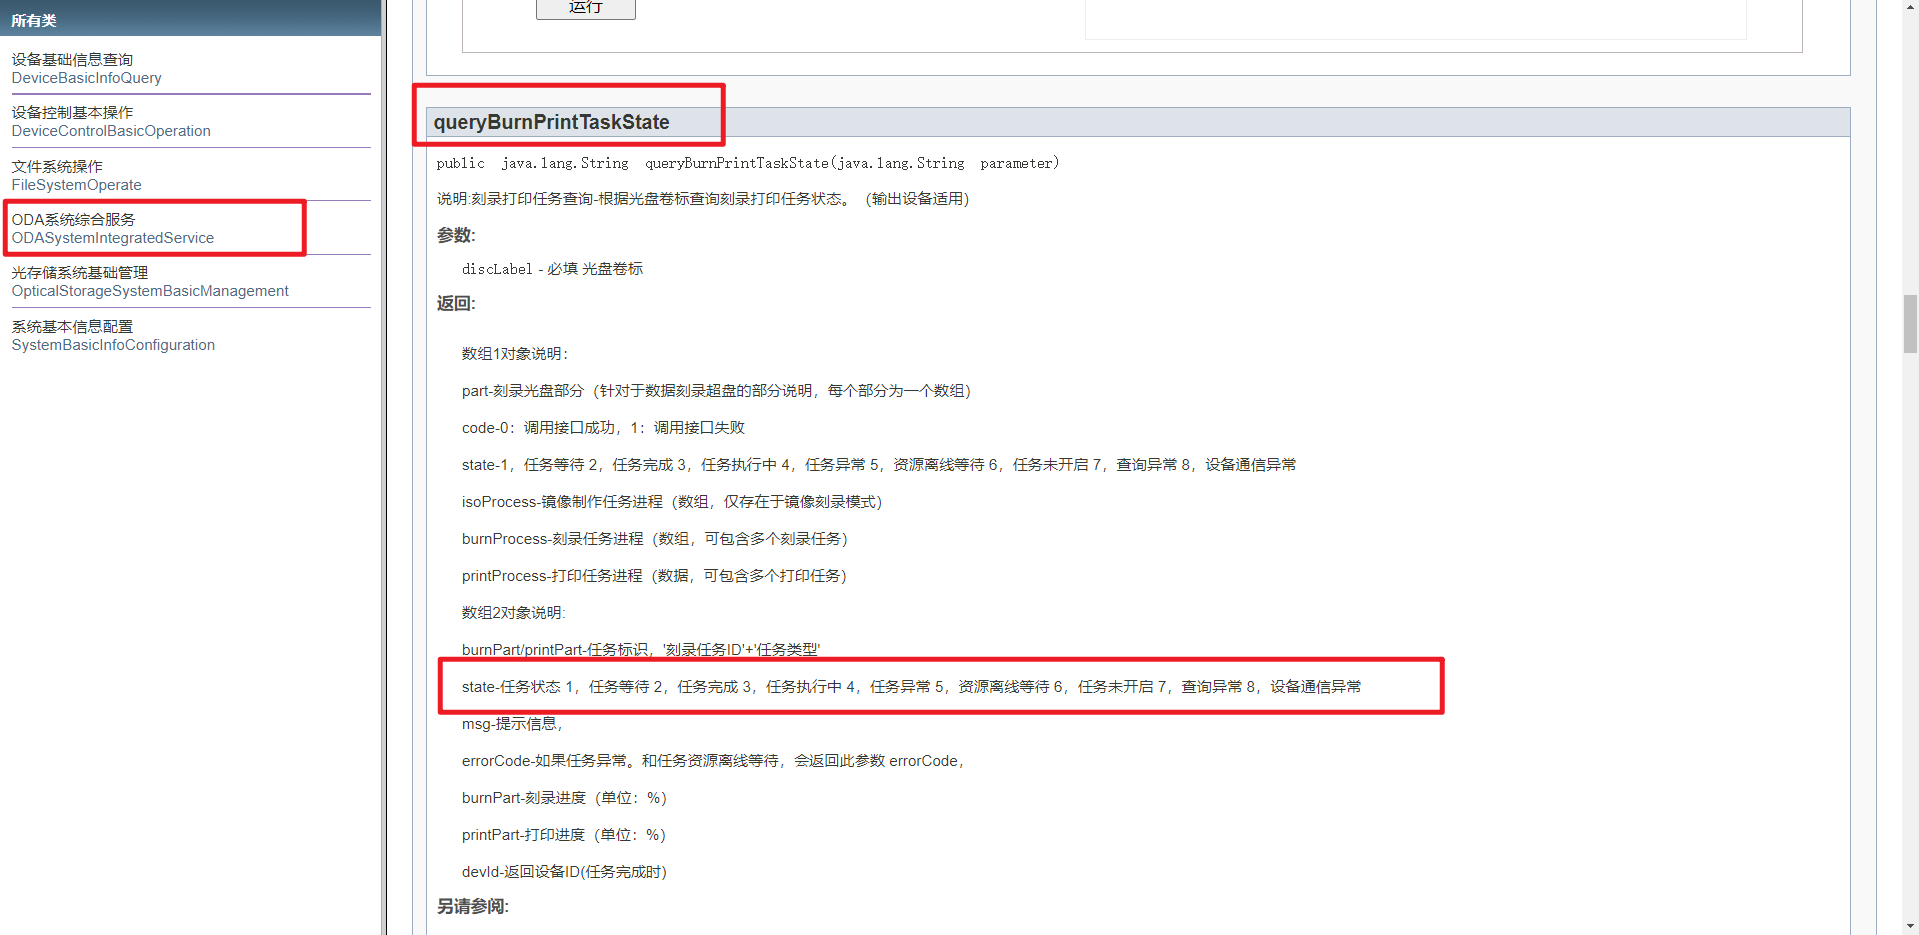 所有类
设备基础信息查询
DeviceBasicInfoQuery
设备控制基本操作
DeviceControlBasicOperation
文件系统操作
FileSystemOperate
ODA系统综合服务
ODASystemIntegratedService
光存储系统基础管理
OpticalStorageSystemBasicManagement
系统基本信息配置
SystemBasicInfoConfiguration
运行
queryBurnPrintTaskState
public java.lang.String queryBurnPrintTaskState(java.lang.String parameter)
说明:刻录打印任务查询-根据光盘卷标查询刻录打印任务状态。（输出设备适用）
参数:
discLabel - 必填 光盘卷标
返回:
数组1对象说明：
part-刻录光盘部分（针对于数据刻录超盘的部分说明，每个部分为一个数组）
code-0：调用接口成功，1：调用接口失败
state-1，任务等待 2，任务完成 3，任务执行中 4，任务异常 5，资源离线等待 6，任务未开启 7，查询异常 8，设备通信异常
isoProcess-镜像制作任务进程（数组，仅存在于镜像刻录模式）
burnProcess-刻录任务进程（数组，可包含多个刻录任务）
printProcess-打印任务进程（数据，可包含多个打印任务）
数组2对象说明:
burnPart/printPart-任务标识，'刻录任务ID'+'任务类型'
state-任务状态 1，任务等待 2，任务完成 3，任务执行中 4，任务异常 5，资源离线等待 6，任务未开启 7，查询异常 8，设备通信异常
msg-提示信息，
errorCode-如果任务异常。和任务资源离线等待，会返回此参数 errorCode，
burnPart-刻录进度（单位：%）
printPart-打印进度（单位：%）
devId-返回设备ID(任务完成时)
另请参阅: